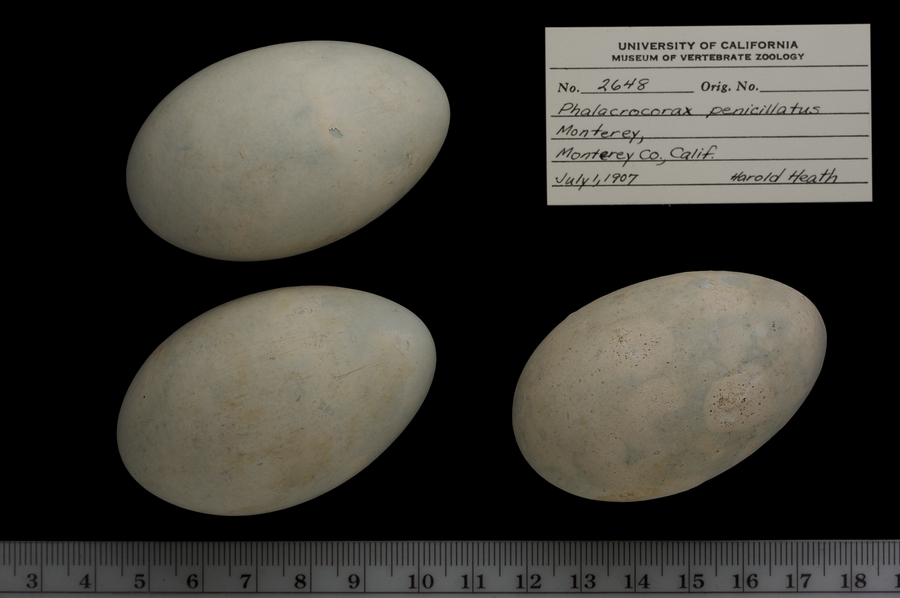 UNIVERSITY OF CALIFORNIA
MUSEUM OF VERTEBRATE ZOOLOGY
No. 2648 Orig. No.
Phalacrocorax penicillatus
Monterey,
Monterey Co., Calif.
July 1, 1907 Harold Heath
3 4 5 6 7 8 9 10 11 12 13 14 15 16 17 18